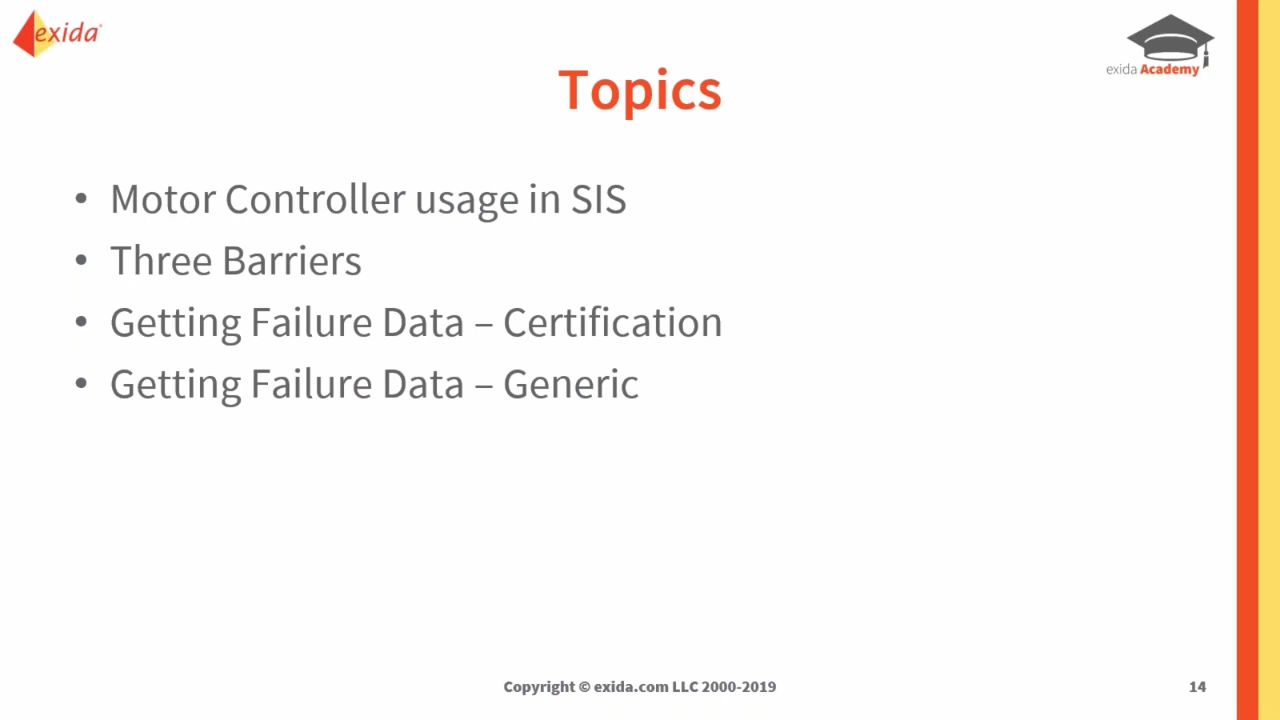 exida
exida Academy
Topics
• Motor Controller usage in SIS
• Three Barriers
• Getting Failure Data – Certification
• Getting Failure Data – Generic
Copyright © exida.com LLC 2000-2019
14